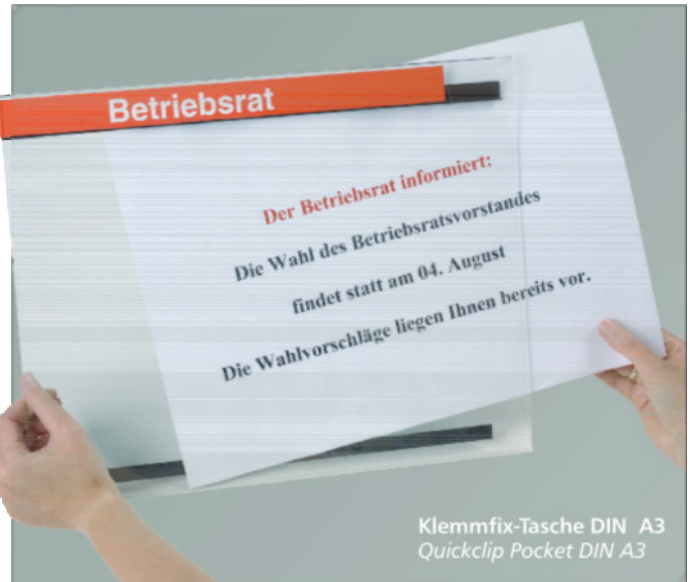 Betriebsrat
Der Betriebsrat informiert:
Die Wahl des Betriebsratsvorstandes
findet statt am 04. August
Die Wahlvorschläge liegen Ihnen bereits vor.
Klemmfix-Tasche DIN A3
Quickclip Pocket DIN A3